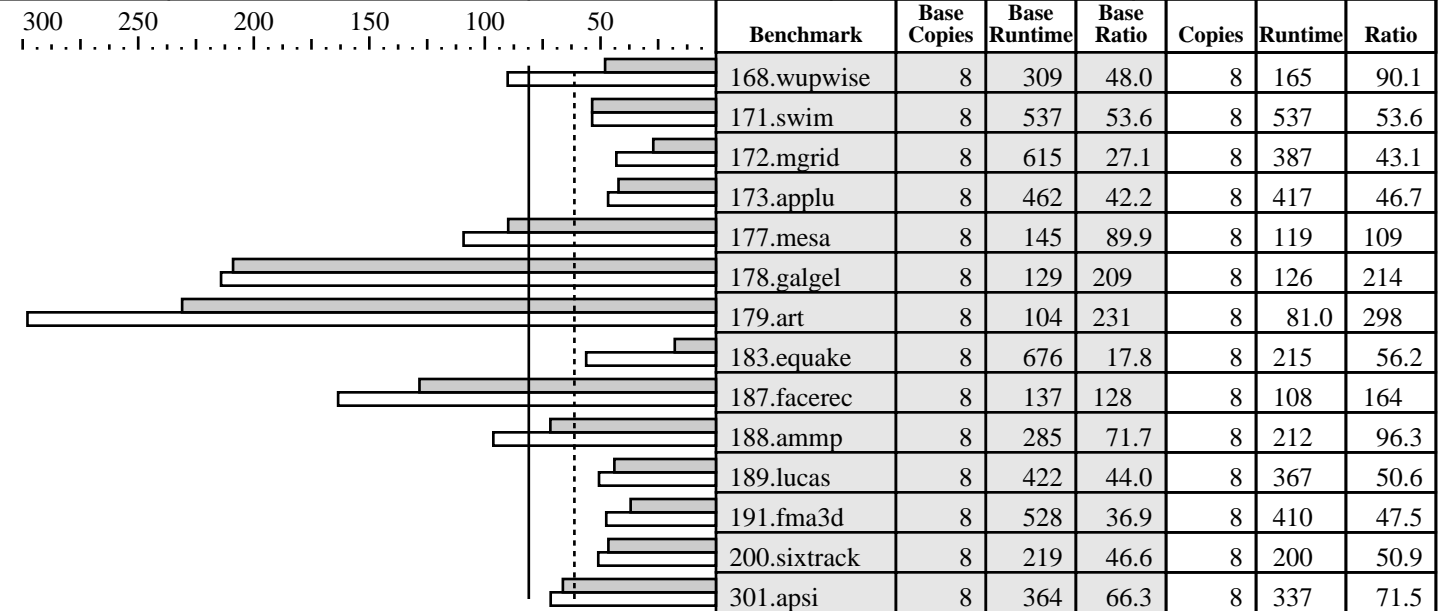 300 250 200 150 100 50
Benchmark Base Copies Base Runtime Base Ratio Copies Runtime Ratio
168.wupwise 8 309 48.0 8 165 90.1
171.swim 8 537 53.6 8 537 53.6
172.mgrid 8 615 27.1 8 387 43.1
173.applu 8 462 42.2 8 417 46.7
177.mesa 8 145 89.9 8 119 109
178.galgel 8 129 209 8 126 214
179.art 8 104 231 8 81.0 298
183.equake 8 676 17.8 8 215 56.2
187.facerec 8 137 128 8 108 164
188.ammp 8 285 71.7 8 212 96.3
189.lucas 8 422 44.0 8 367 50.6
191.fma3d 8 528 36.9 8 410 47.5
200.sixtrack 8 219 46.6 8 200 50.9
301.apsi 8 364 66.3 8 337 71.5